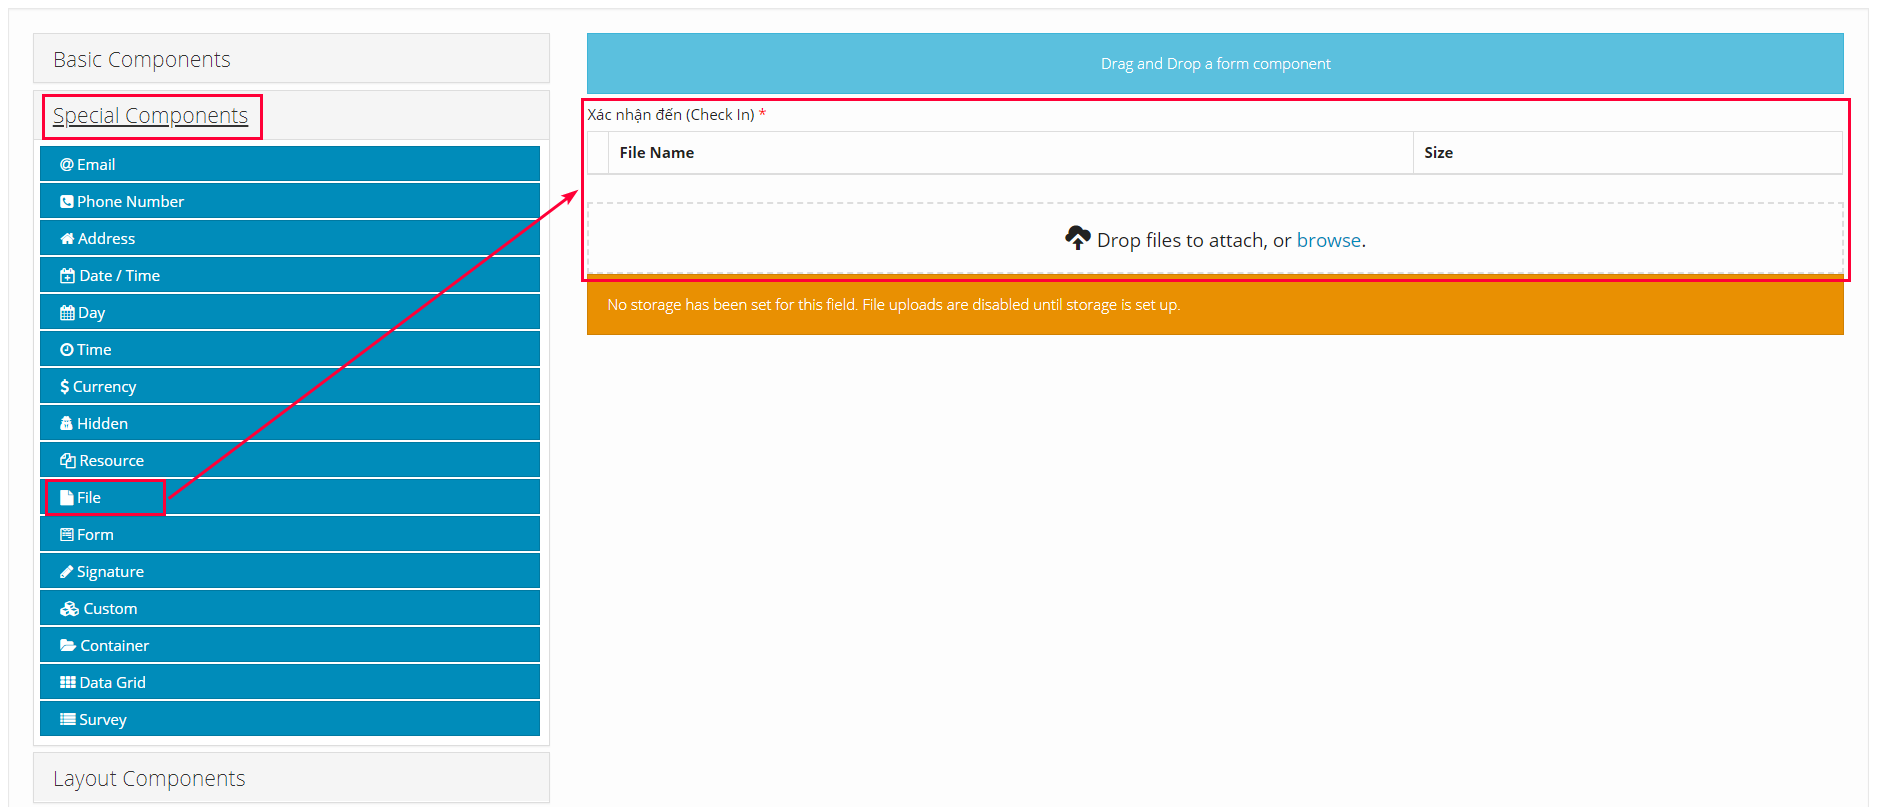 Basic Components
Special Components
@ Email
Phone Number
Address
Date / Time
Day
Time
$ Currency
Hidden
Resource
File
Form
Signature
Custom
Container
Data Grid
Survey
Layout Components
Drag and Drop a form component
Xác nhận đến (Check In) *
File Name Size
Drop files to attach, or browse.
No storage has been set for this field. File uploads are disabled until storage is set up.